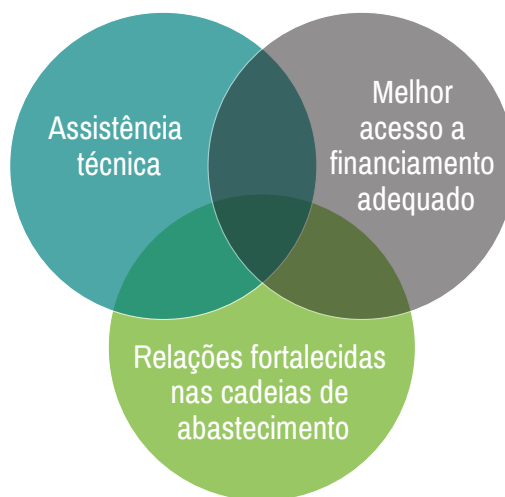 Assistência
técnica
Melhor
acesso a
financiamento
adequado
Relações fortalecidas
nas cadeias de
abastecimento